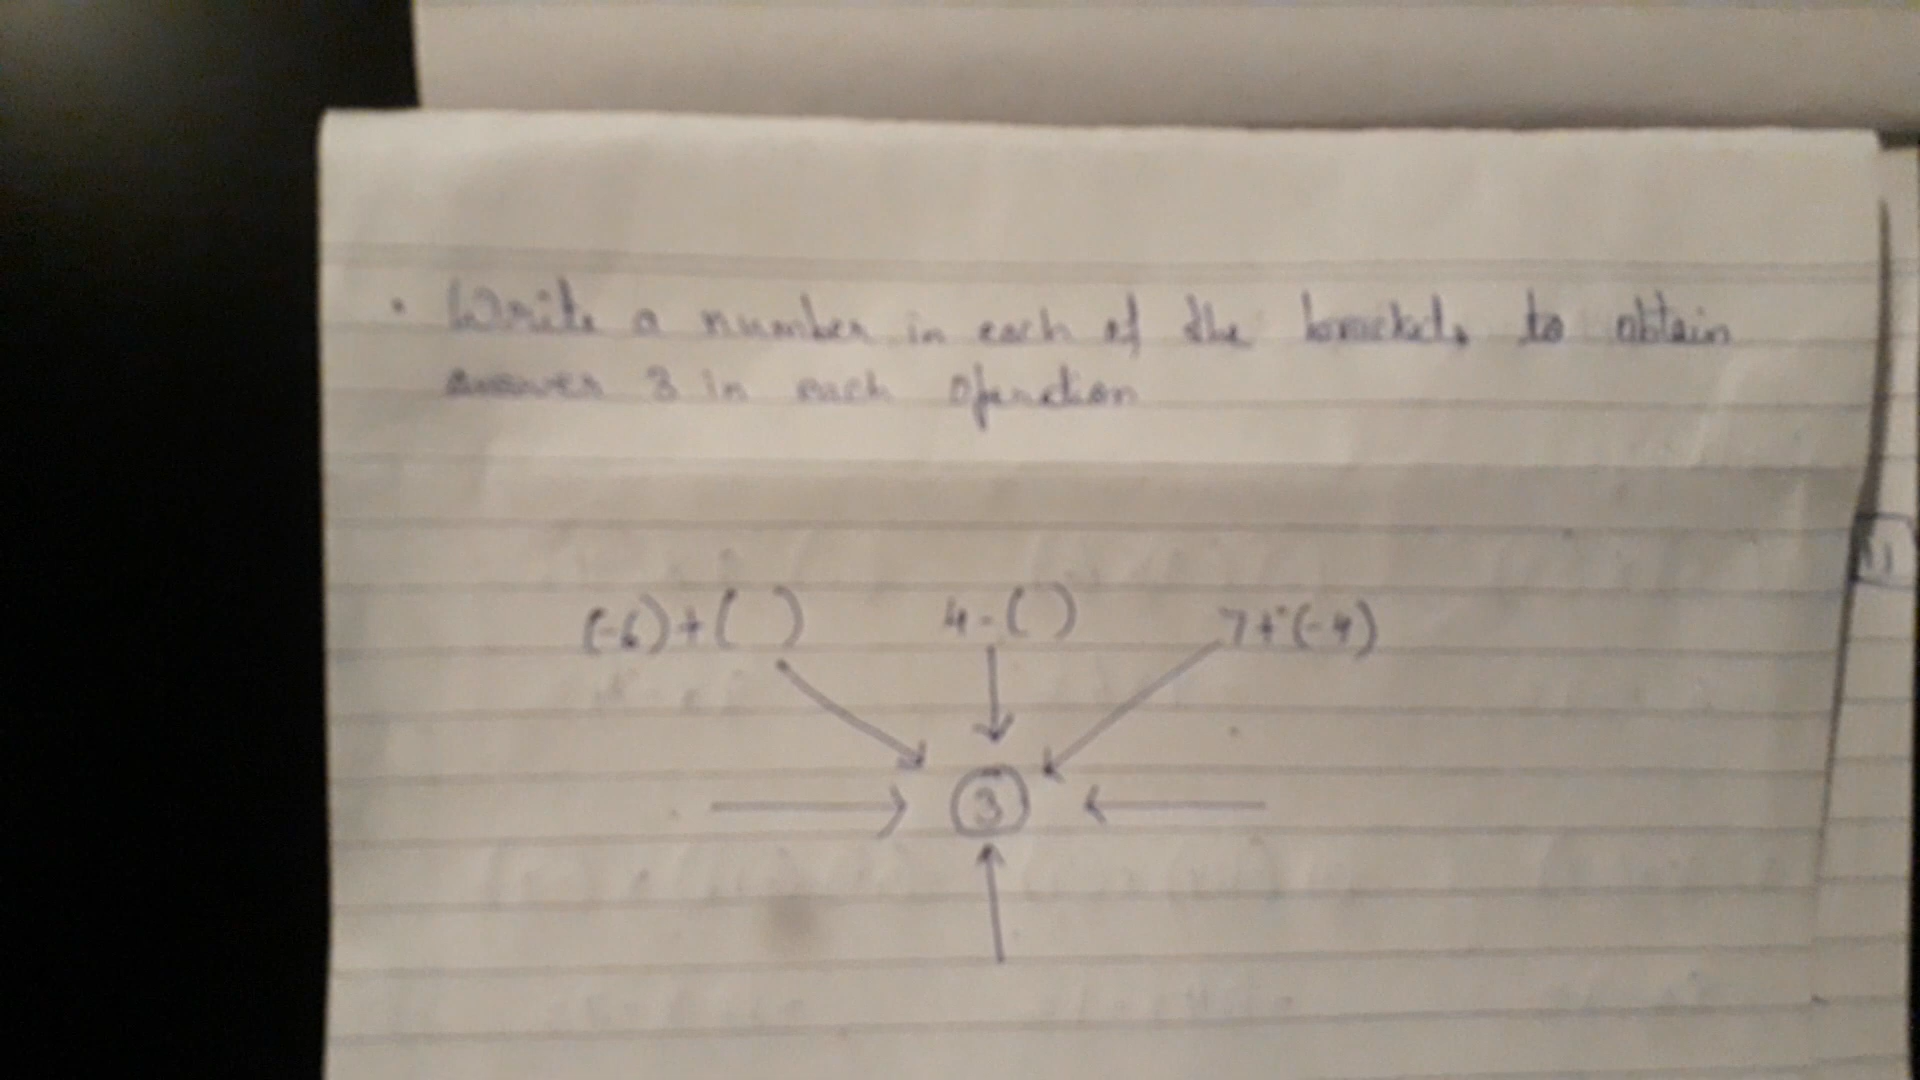 • Write a number in each of the brackets to obtain
answer 3 in each operation
(-6)+( ) 4-( ) 7+(-4)
3